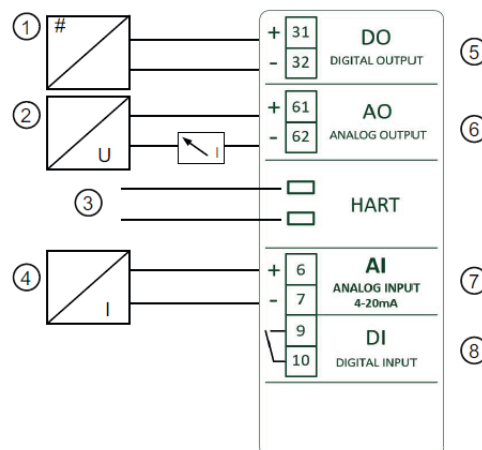 1 # + 31 DO 5
- 32 DIGITAL OUTPUT
2 U + 61 AO 6
- 62 ANALOG OUTPUT
I
3 HART
4 I + 6 AI 7
- 7 ANALOG INPUT
4-20mA
9 DI 8
10 DIGITAL INPUT